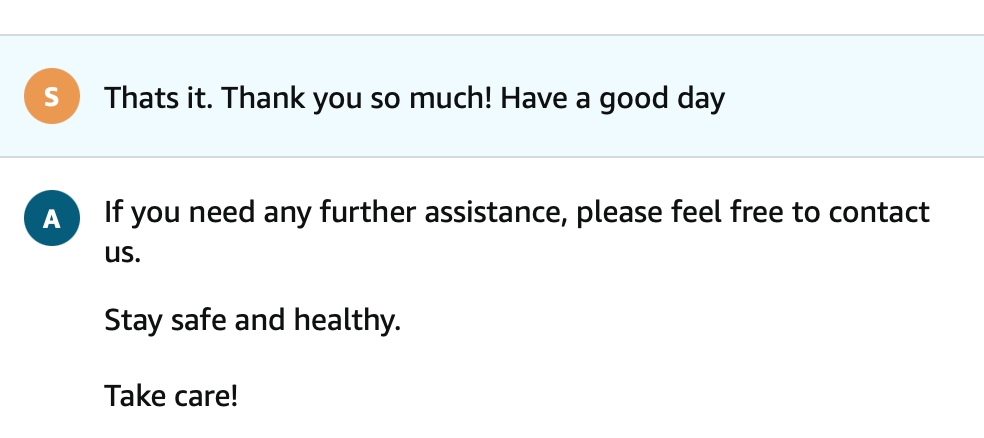 S
Thats it. Thank you so much! Have a good day
A
If you need any further assistance, please feel free to contact
us.
Stay safe and healthy.
Take care!